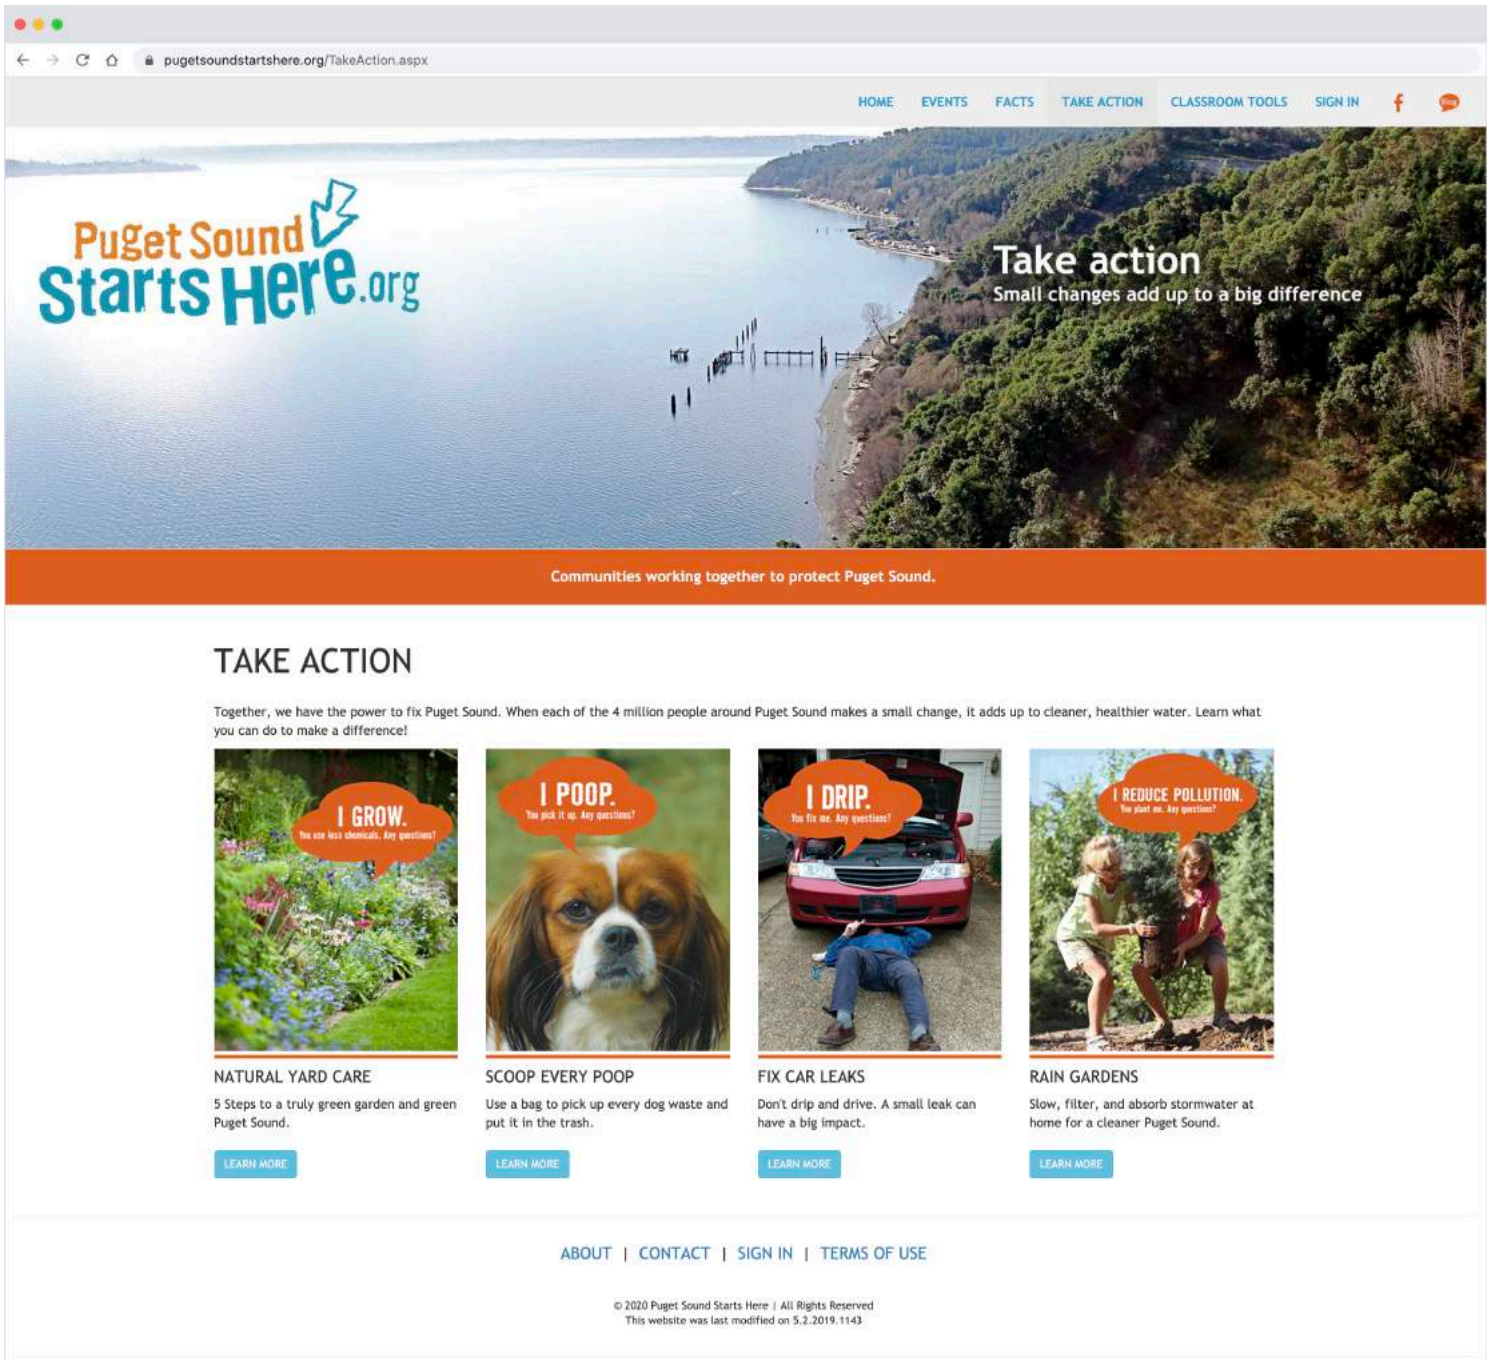 pugetsoundstartshere.org/TakeAction.aspx
HOME EVENTS FACTS TAKE ACTION CLASSROOM TOOLS SIGN IN f Blog
Puget Sound
Starts Here.org
Take action
Small changes add up to a big difference
Communities working together to protect Puget Sound.
TAKE ACTION
Together, we have the power to fix Puget Sound. When each of the 4 million people around Puget Sound makes a small change, it adds up to cleaner, healthier water. Learn what
you can do to make a difference!
I GROW.
You use less chemicals. Any questions?
NATURAL YARD CARE
5 Steps to a truly green garden and green
Puget Sound.
LEARN MORE
I POOP.
You pick it up. Any questions?
SCOOP EVERY POOP
Use a bag to pick up every dog waste and
put it in the trash.
LEARN MORE
I DRIP.
You fix me. Any questions?
FIX CAR LEAKS
Don't drip and drive. A small leak can
have a big impact.
LEARN MORE
I REDUCE POLLUTION.
You plant me. Any questions?
RAIN GARDENS
Slow, filter, and absorb stormwater at
home for a cleaner Puget Sound.
LEARN MORE
ABOUT | CONTACT | SIGN IN | TERMS OF USE
© 2020 Puget Sound Starts Here | All Rights Reserved
This website was last modified on 5.2.2019.1143